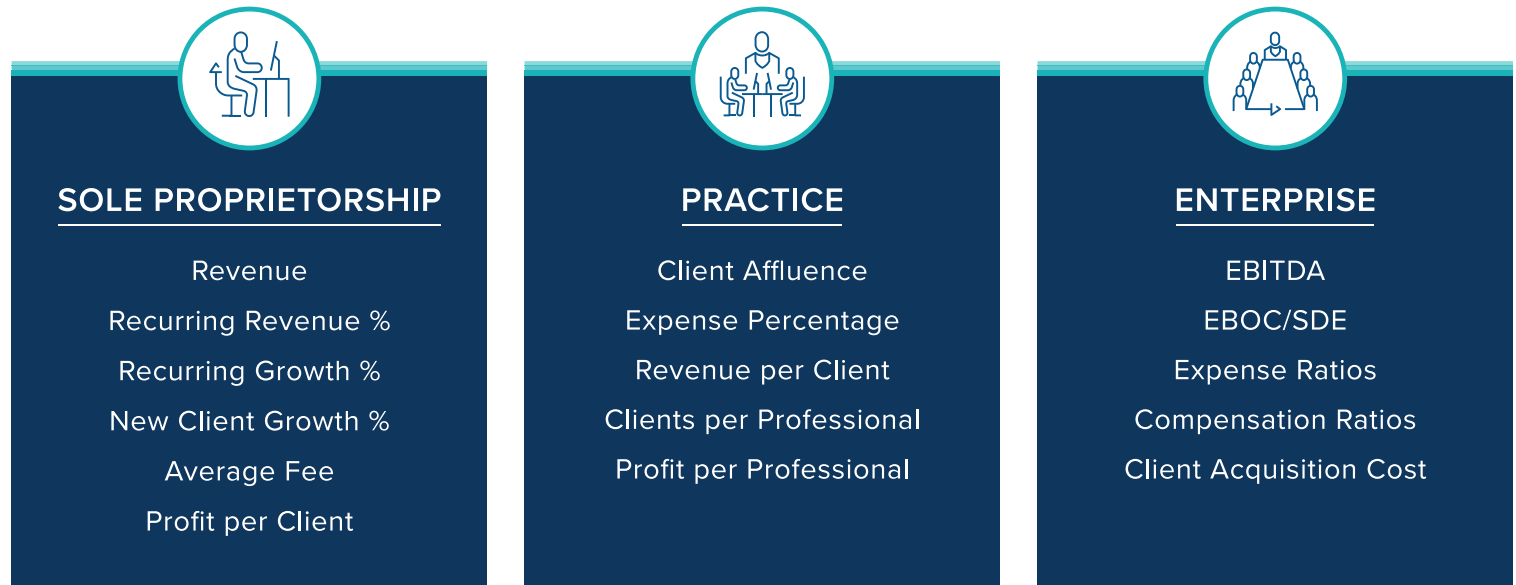 SOLE PROPRIETORSHIP
Revenue
Recurring Revenue %
Recurring Growth %
New Client Growth %
Average Fee
Profit per Client
PRACTICE
Client Affluence
Expense Percentage
Revenue per Client
Clients per Professional
Profit per Professional
ENTERPRISE
EBITDA
EBOC/SDE
Expense Ratios
Compensation Ratios
Client Acquisition Cost